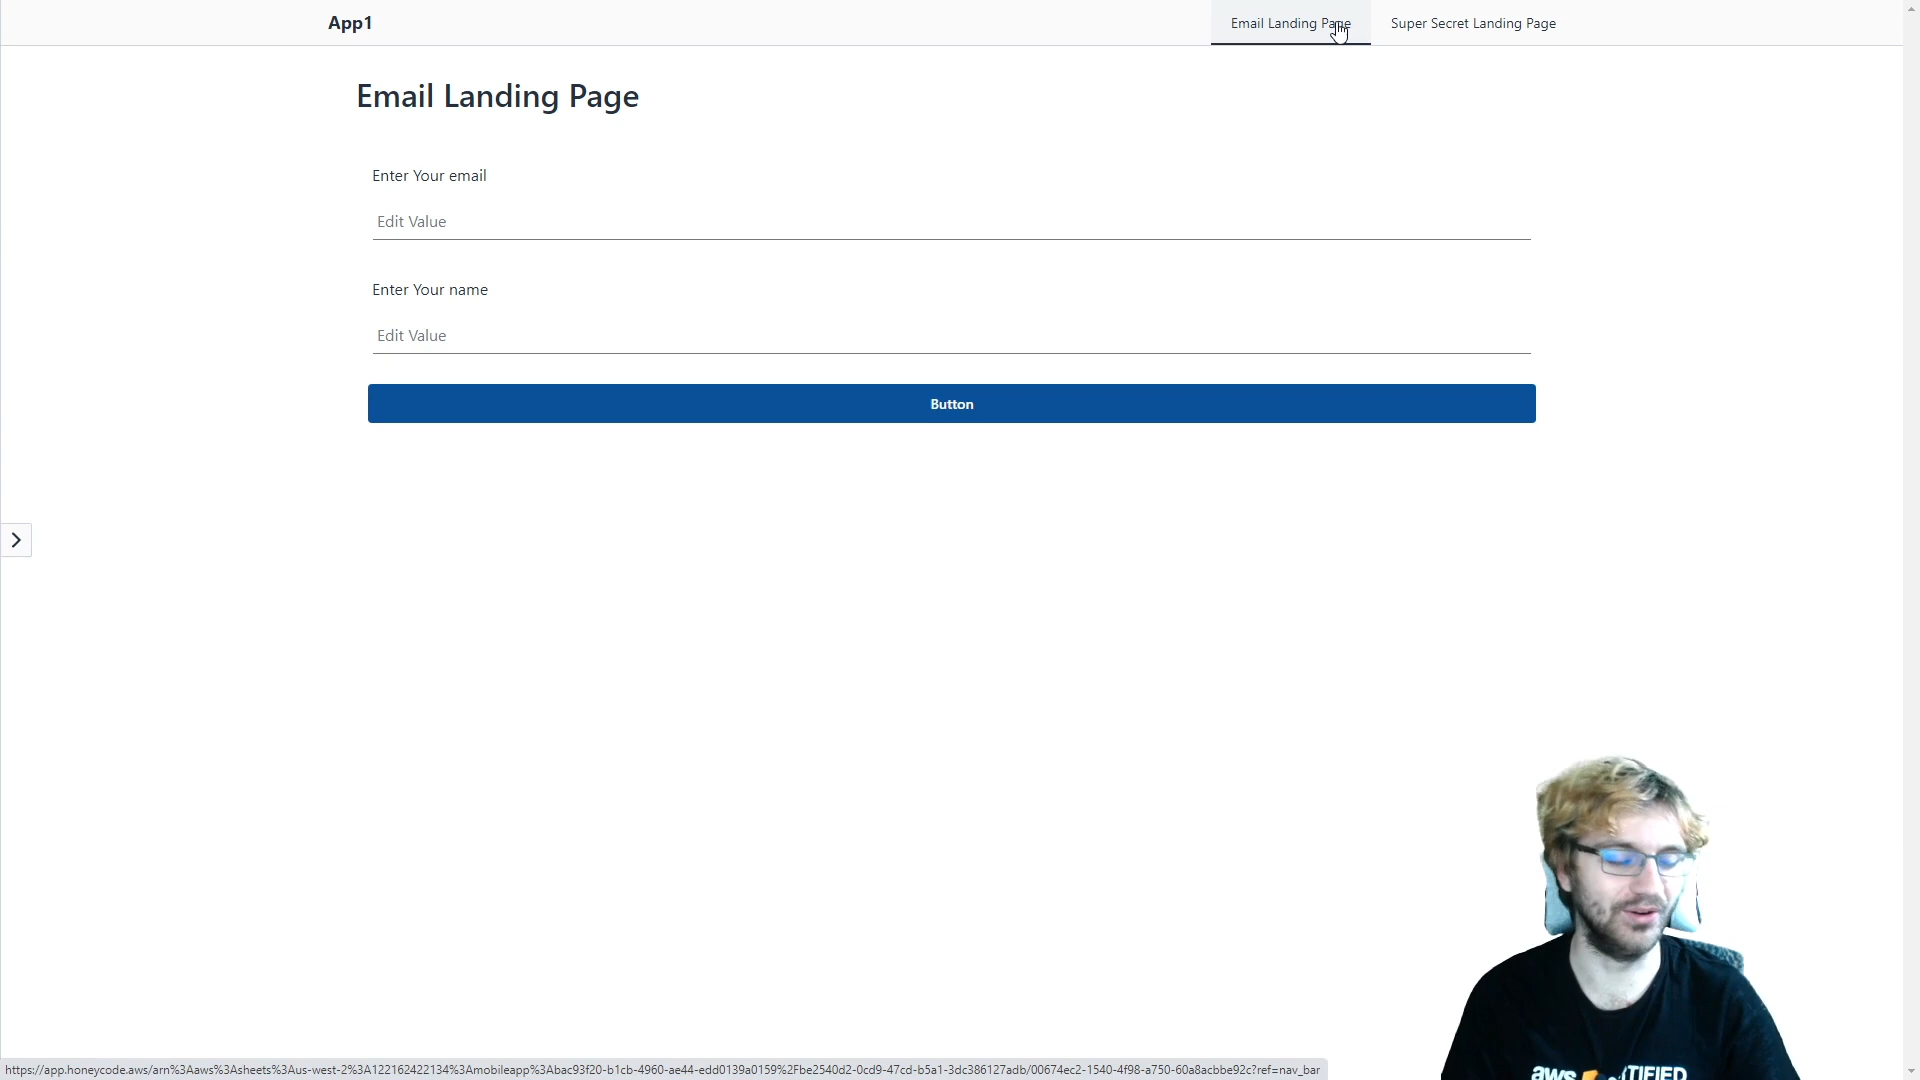 App1
Email Landing Page
Super Secret Landing Page
Email Landing Page
Enter Your email
Edit Value
Enter Your name
Edit Value
Button
https://app.honeycode.aws/arn%3Aaws%3Asheets%3Aus-west-2%3A122162422134%3Amobileapp%3Abac93f20-b1cb-4960-ae44-edd0139a0159%2Fbe2540d2-0cd9-47cd-b5a1-3dc386127adb/00674ec2-1540-4f98-a750-60a8acbbe92c?ref=nav_bar
aws